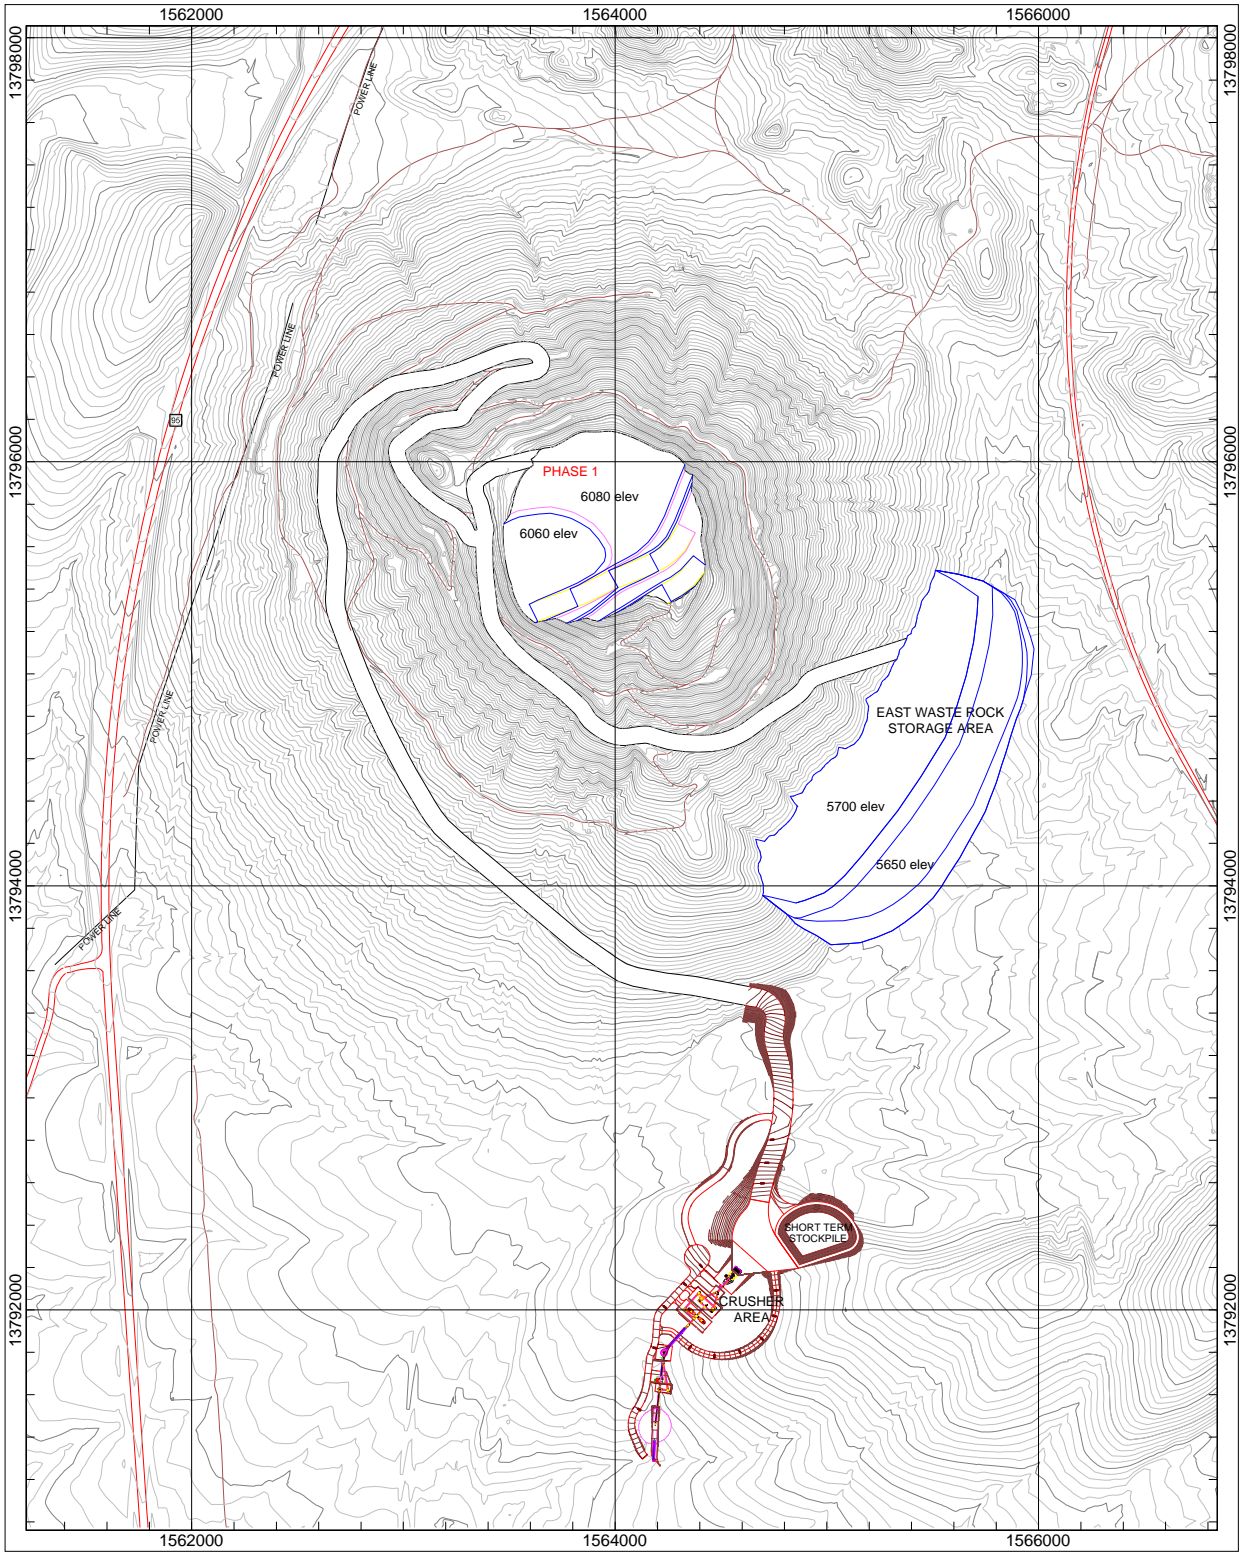 1562000
1564000
1566000
13798000
13798000
POWER LINE
POWER LINE
95
13796000
13796000
PHASE 1
6080 elev
6060 elev
POWER LINE
EAST WASTE ROCK
STORAGE AREA
5700 elev
5650 elev
13794000
13794000
POWER LINE
SHORT TERM
STOCKPILE
CRUSHER
AREA
13792000
13792000
1562000
1564000
1566000